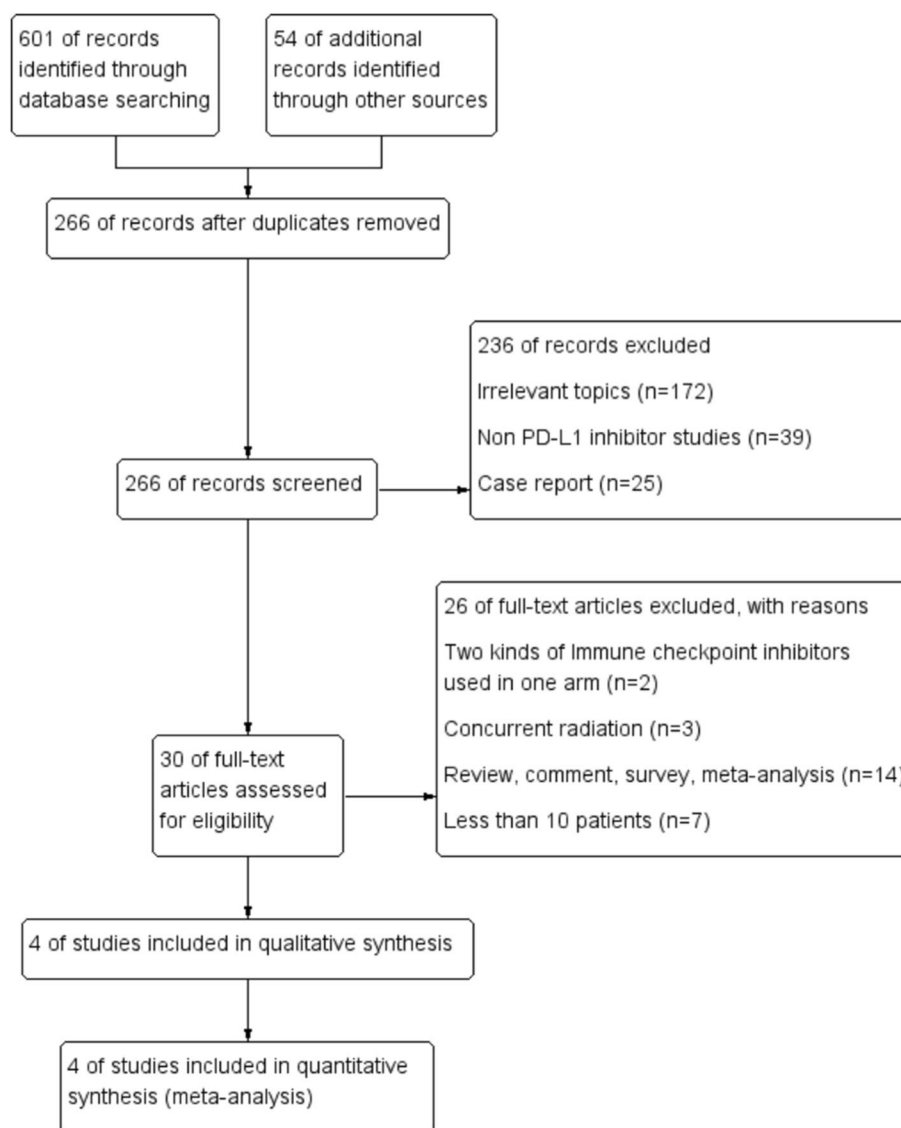 601 of records
identified through
database searching
54 of additional
records identified
through other sources
266 of records after duplicates removed
236 of records excluded
Irrelevant topics (n=172)
Non PD-L1 inhibitor studies (n=39)
Case report (n=25)
266 of records screened
26 of full-text articles excluded, with reasons
Two kinds of Immune checkpoint inhibitors
used in one arm (n=2)
Concurrent radiation (n=3)
Review, comment, survey, meta-analysis (n=14)
Less than 10 patients (n=7)
30 of full-text
articles assessed
for eligibility
4 of studies included in qualitative synthesis
4 of studies included in quantitative
synthesis (meta-analysis)